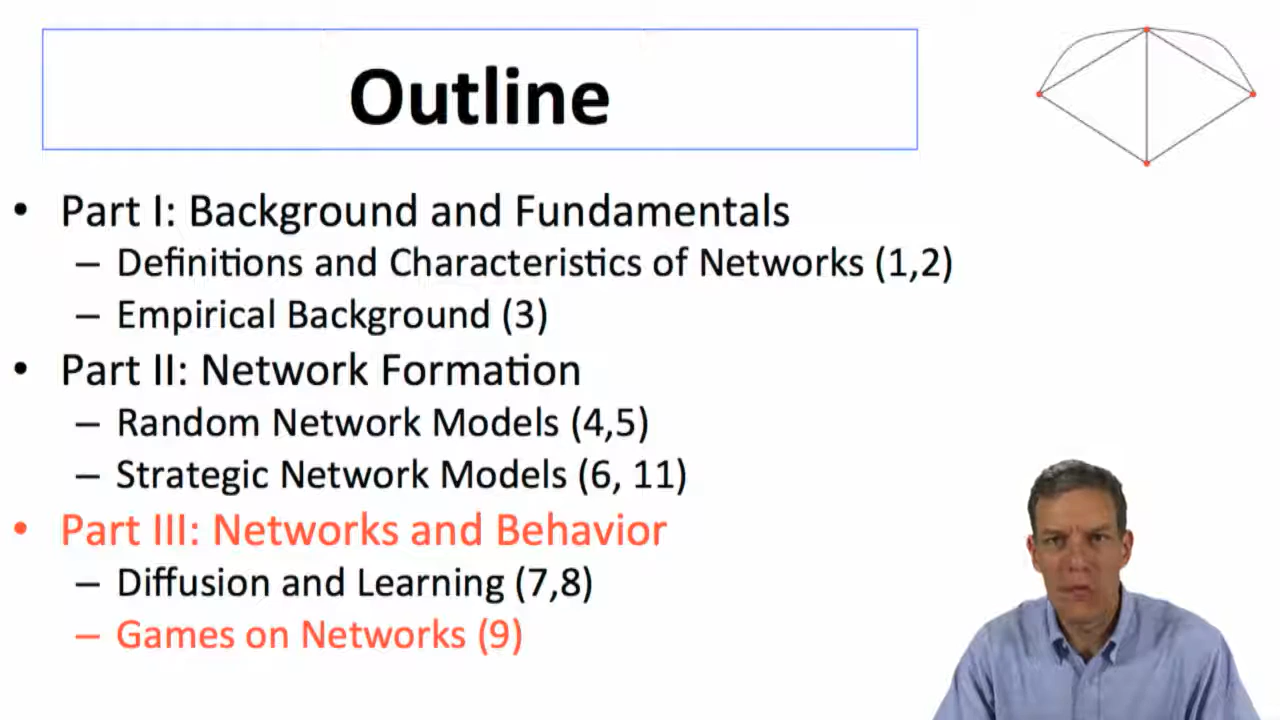 Outline
• Part I: Background and Fundamentals
– Definitions and Characteristics of Networks (1,2)
– Empirical Background (3)
• Part II: Network Formation
– Random Network Models (4,5)
– Strategic Network Models (6, 11)
• Part III: Networks and Behavior
– Diffusion and Learning (7,8)
– Games on Networks (9)